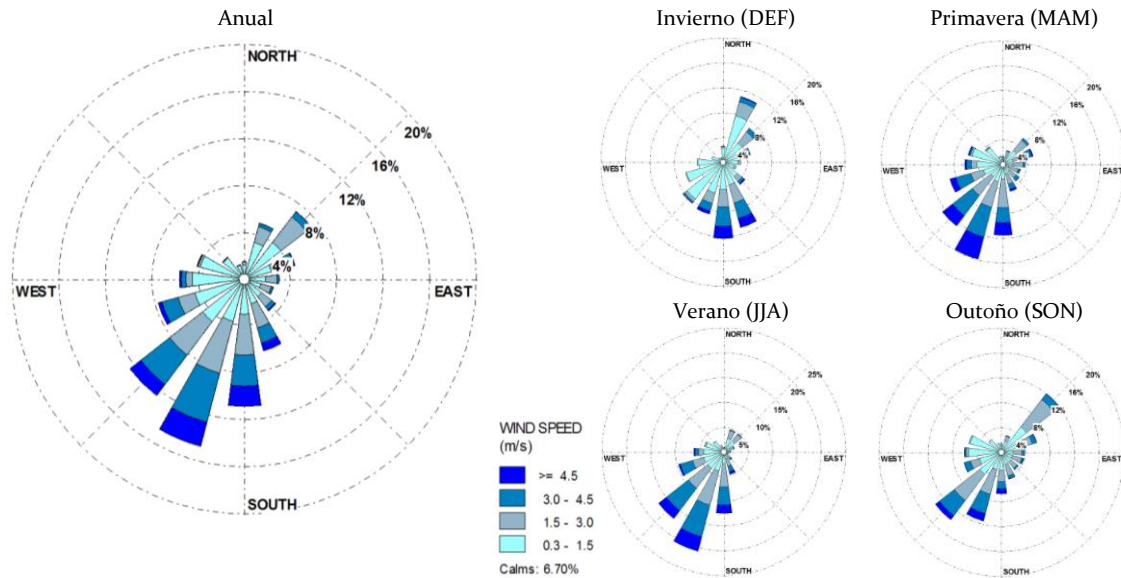 Anual
NORTH
20%
16%
12%
8%
4%
WEST
EAST
SOUTH
WIND SPEED
(m/s)
>= 4.5
3.0 - 4.5
1.5 - 3.0
0.3 - 1.5
Calms: 6.70%
Invierno (DEF)
NORTH
20%
16%
12%
8%
4%
WEST
EAST
SOUTH
Primavera (MAM)
NORTH
20%
16%
12%
8%
4%
WEST
EAST
SOUTH
Verano (JJA)
NORTH
25%
20%
15%
10%
5%
WEST
EAST
SOUTH
Outoño (SON)
NORTH
20%
16%
12%
8%
4%
WEST
EAST
SOUTH